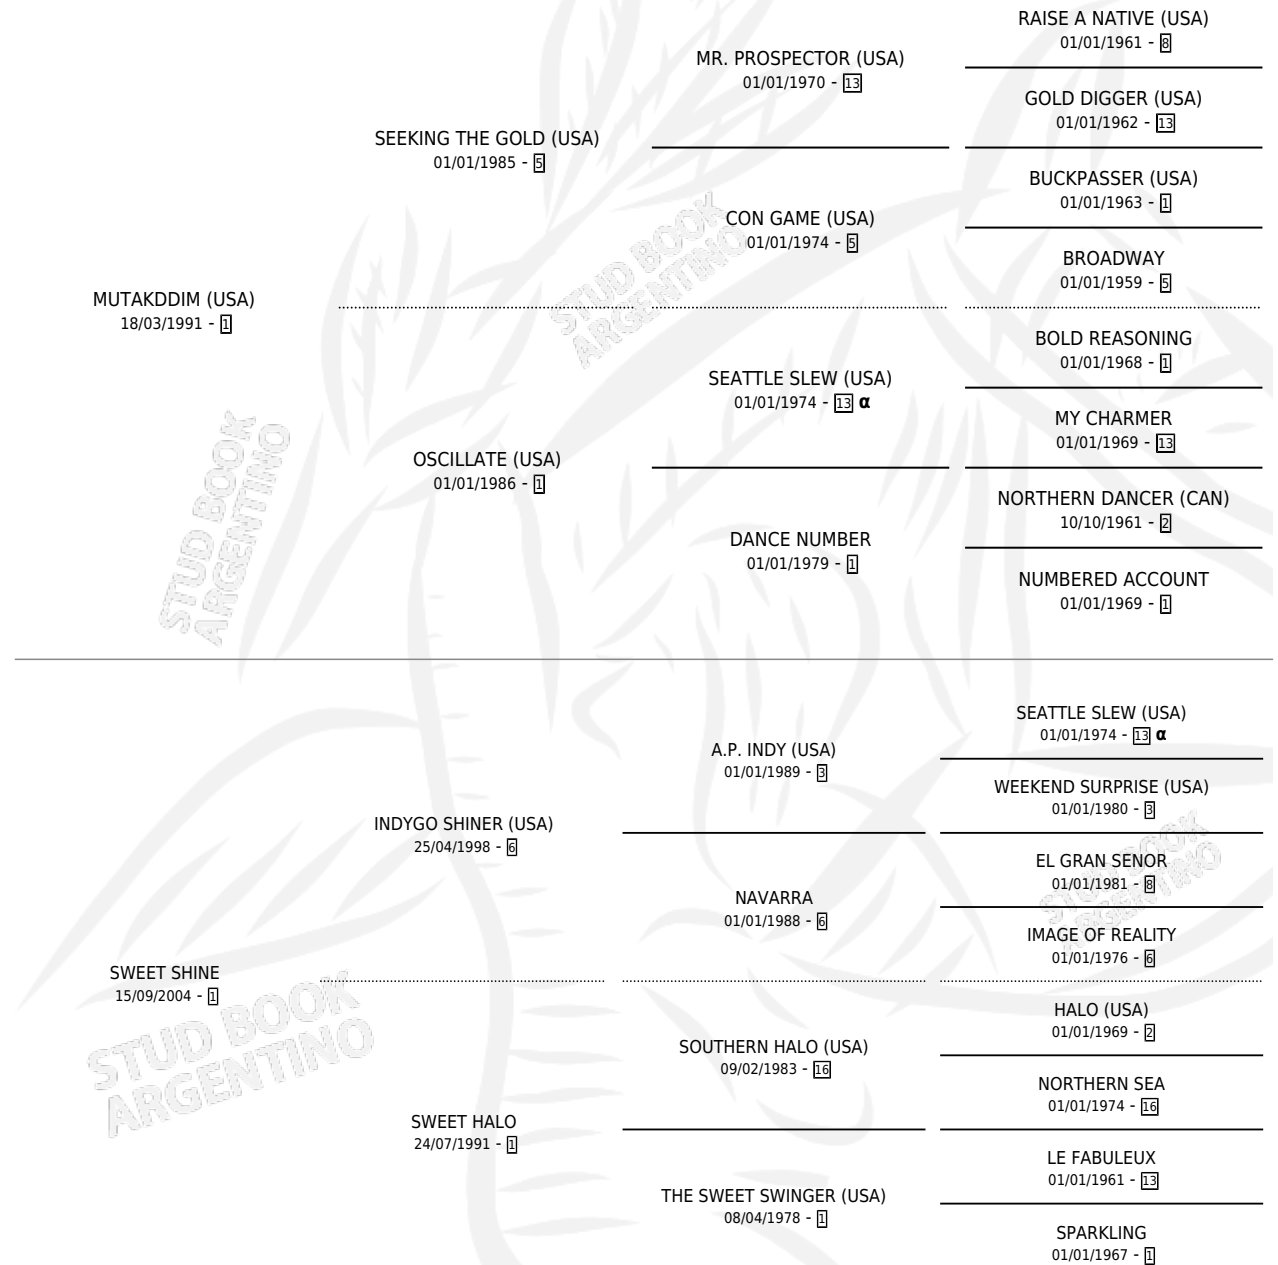 RAISE A NATIVE (USA)
01/01/1961 - 8
MR. PROSPECTOR (USA)
01/01/1970 - 13
GOLD DIGGER (USA)
01/01/1962 - 13
SEEKING THE GOLD (USA)
01/01/1985 - 5
BUCKPASSER (USA)
01/01/1963 - 1
CON GAME (USA)
01/01/1974 - 5
BROADWAY
01/01/1959 - 5
MUTAKDDIM (USA)
18/03/1991 - 1
BOLD REASONING
01/01/1968 - 1
SEATTLE SLEW (USA)
01/01/1974 - 13 α
MY CHARMER
01/01/1969 - 13
OSCILLATE (USA)
01/01/1986 - 1
NORTHERN DANCER (CAN)
10/10/1961 - 2
DANCE NUMBER
01/01/1979 - 1
NUMBERED ACCOUNT
01/01/1969 - 1
SEATTLE SLEW (USA)
01/01/1974 - 13 α
A.P. INDY (USA)
01/01/1989 - 3
WEEKEND SURPRISE (USA)
01/01/1980 - 3
INDYGO SHINER (USA)
25/04/1998 - 6
EL GRAN SENOR
01/01/1981 - 8
NAVARRA
01/01/1988 - 6
IMAGE OF REALITY
01/01/1976 - 6
SWEET SHINE
15/09/2004 - 1
HALO (USA)
01/01/1969 - 2
SOUTHERN HALO (USA)
09/02/1983 - 16
NORTHERN SEA
01/01/1974 - 16
SWEET HALO
24/07/1991 - 1
LE FABULEUX
01/01/1961 - 13
THE SWEET SWINGER (USA)
08/04/1978 - 1
SPARKLING
01/01/1967 - 1
STUD BOOK
ARGENTINO
STUD BOOK
ARGENTINO
STUD BOOK
ARGENTINO
STUD BOOK
ARGENTINO